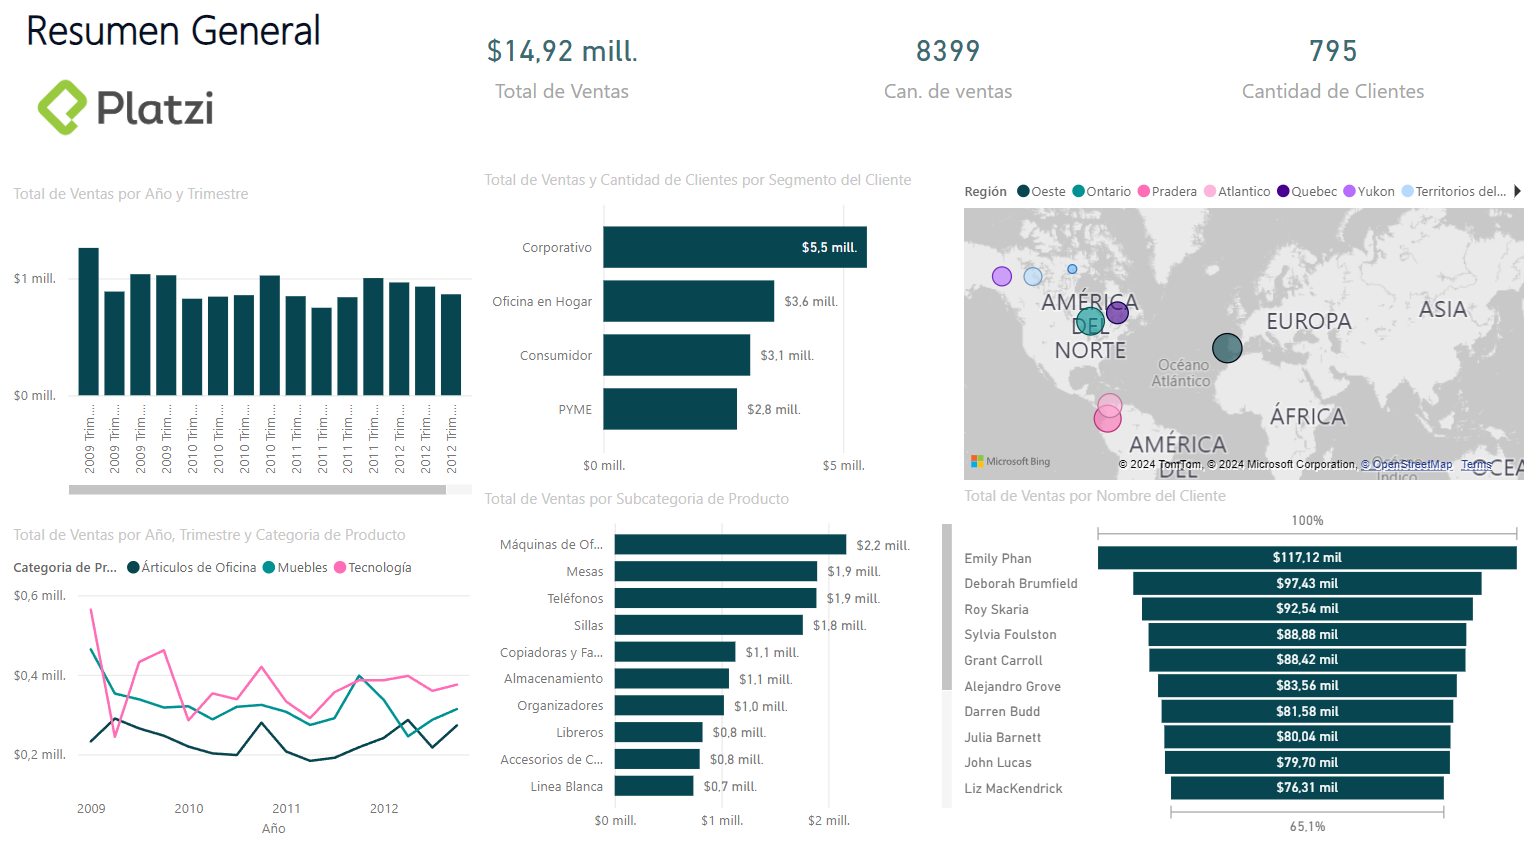 Resumen General
Platzi
$14,92 mill.
Total de Ventas
8399
Can. de ventas
795
Cantidad de Clientes
Total de Ventas por Año y Trimestre
$1 mill.
$0 mill.
2009 Trim....
2009 Trim....
2009 Trim....
2009 Trim....
2010 Trim....
2010 Trim....
2010 Trim....
2010 Trim....
2011 Trim....
2011 Trim....
2011 Trim....
2011 Trim....
2012 Trim....
2012 Trim....
2012 Trim....
Total de Ventas y Cantidad de Clientes por Segmento del Cliente
Corporativo $5,5 mill.
Oficina en Hogar $3,6 mill.
Consumidor $3,1 mill.
PYME $2,8 mill.
$0 mill. $5 mill.
Región Oeste Ontario Pradera Atlantico Quebec Yukon Territorios del...
AMÉRICA
DEL
NORTE
EUROPA
ASIA
Océano
Atlántico
ÁFRICA
AMÉRICA
DEL
Océano
Índico
OCEA
Microsoft Bing
© 2024 TomTom, © 2024 Microsoft Corporation, © OpenStreetMap Terms
Total de Ventas por Año, Trimestre y Categoria de Producto
Categoria de Pr... Árticulos de Oficina Muebles Tecnología
$0,6 mill.
$0,4 mill.
$0,2 mill.
2009 2010 2011 2012
Año
Total de Ventas por Subcategoria de Producto
Máquinas de Of... $2,2 mill.
Mesas $1,9 mill.
Teléfonos $1,9 mill.
Sillas $1,8 mill.
Copiadoras y Fa... $1,1 mill.
Almacenamiento $1,1 mill.
Organizadores $1,0 mill.
Libreros $0,8 mill.
Accesorios de C... $0,8 mill.
Linea Blanca $0,7 mill.
$0 mill. $1 mill. $2 mill.
Total de Ventas por Nombre del Cliente
100%
Emily Phan $117,12 mil
Deborah Brumfield $97,43 mil
Roy Skaria $92,54 mil
Sylvia Foulston $88,88 mil
Grant Carroll $88,42 mil
Alejandro Grove $83,56 mil
Darren Budd $81,58 mil
Julia Barnett $80,04 mil
John Lucas $79,70 mil
Liz MacKendrick $76,31 mil
65,1%